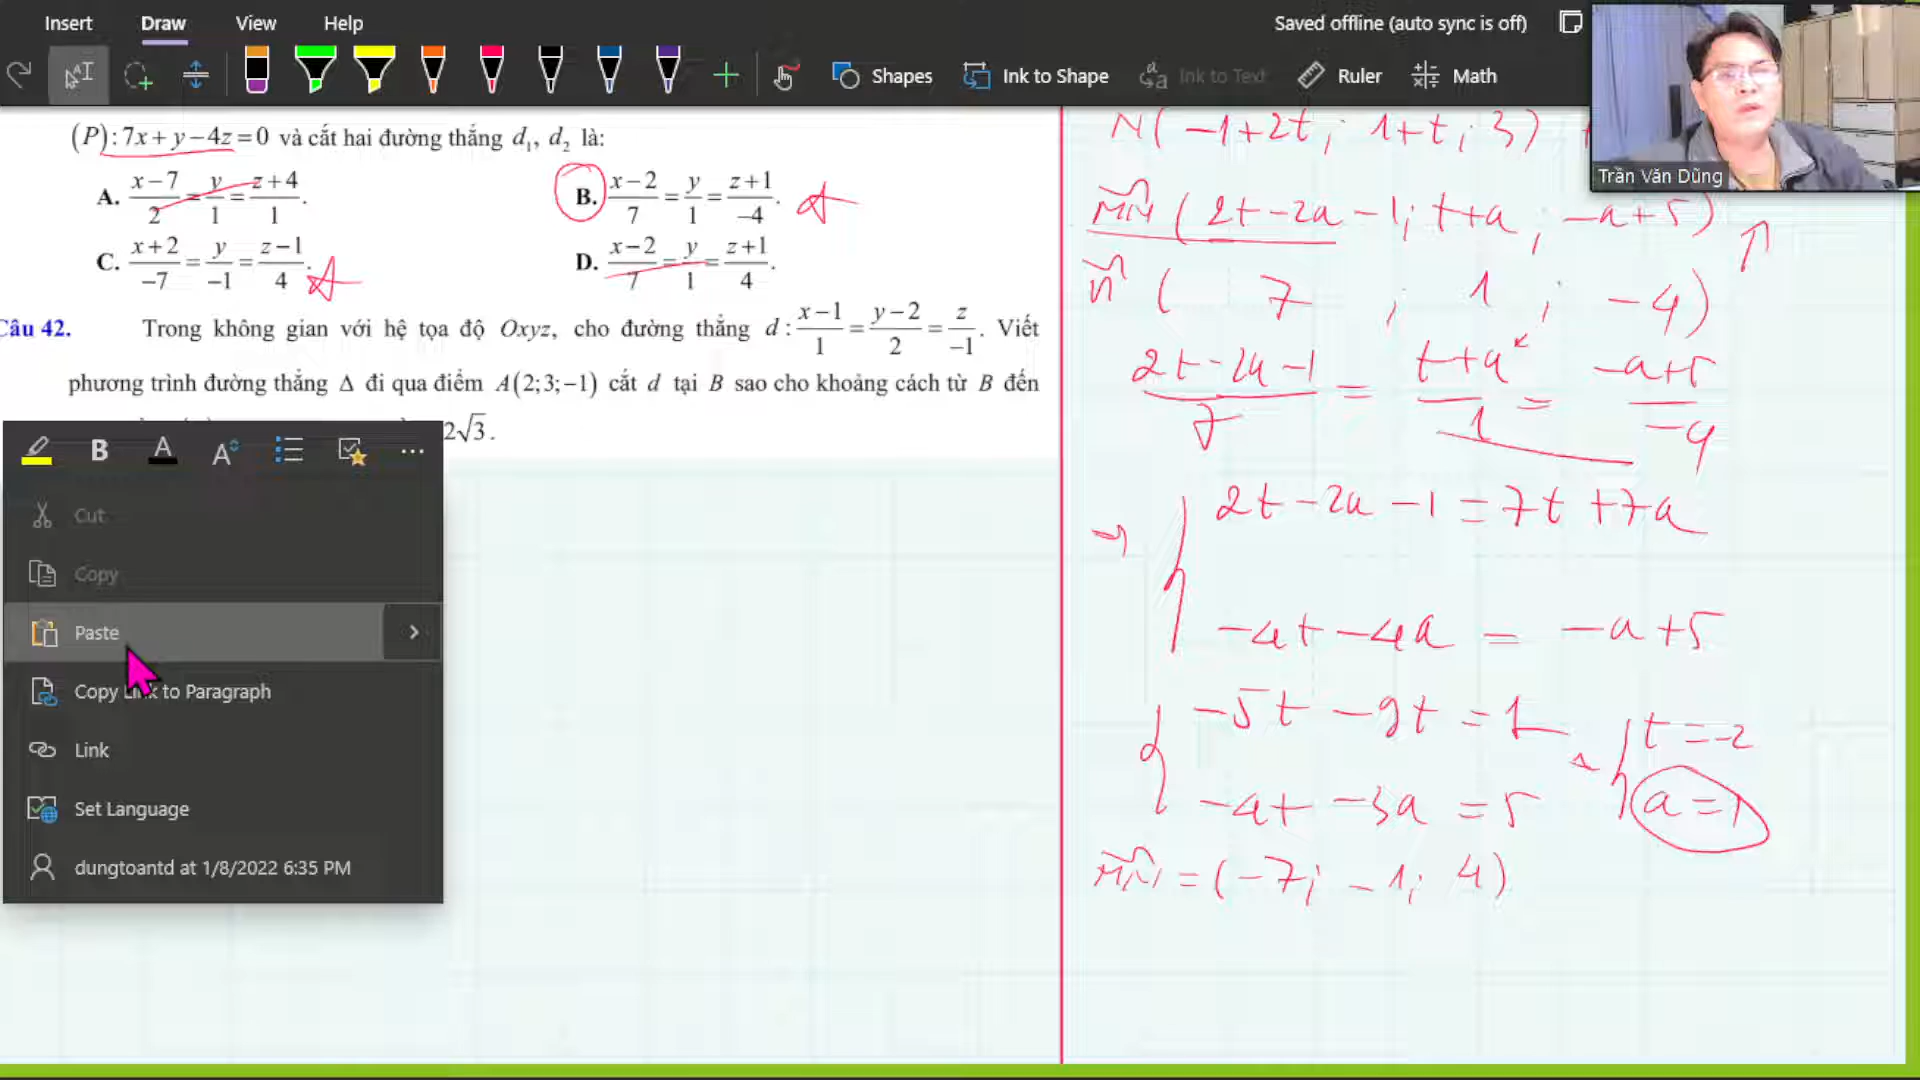 Insert Draw View Help Saved offline (auto sync is off)
Shapes Ink to Shape Ink to Text Ruler Math
Trần Văn Dũng
(P): 7x + y − 4z = 0 và cắt hai đường thẳng d₁, d₂ là:
A. (x−7)/2 = y/1 = (z+4)/1. B. (x−2)/7 = y/1 = (z+1)/−4.
C. (x+2)/−7 = y/−1 = (z−1)/4. D. (x−2)/7 = y/1 = (z+1)/4.
Câu 42. Trong không gian với hệ tọa độ Oxyz, cho đường thẳng d: (x−1)/1 = (y−2)/2 = z/−1. Viết
phương trình đường thẳng Δ đi qua điểm A(2;3;−1) cắt d tại B sao cho khoảng cách từ B đến
2√3.
B A A ...
Cut
Copy
Paste
Copy Link to Paragraph
Link
Set Language
dungtoantd at 1/8/2022 6:35 PM
N(−1+2t; 1+t; 3)
MN (2t−2a−1; t+a; −a+5)
n (7; 1; −4)
(2t−2a−1)/7 = (t+a)/1 = (−a+5)/−4
2t−2a−1 = 7t+7a
−4t−4a = −a+5
−5t−9t = 1
t = −2
−4t−3a = 5
a = 1
MN = (−7; −1; 4)